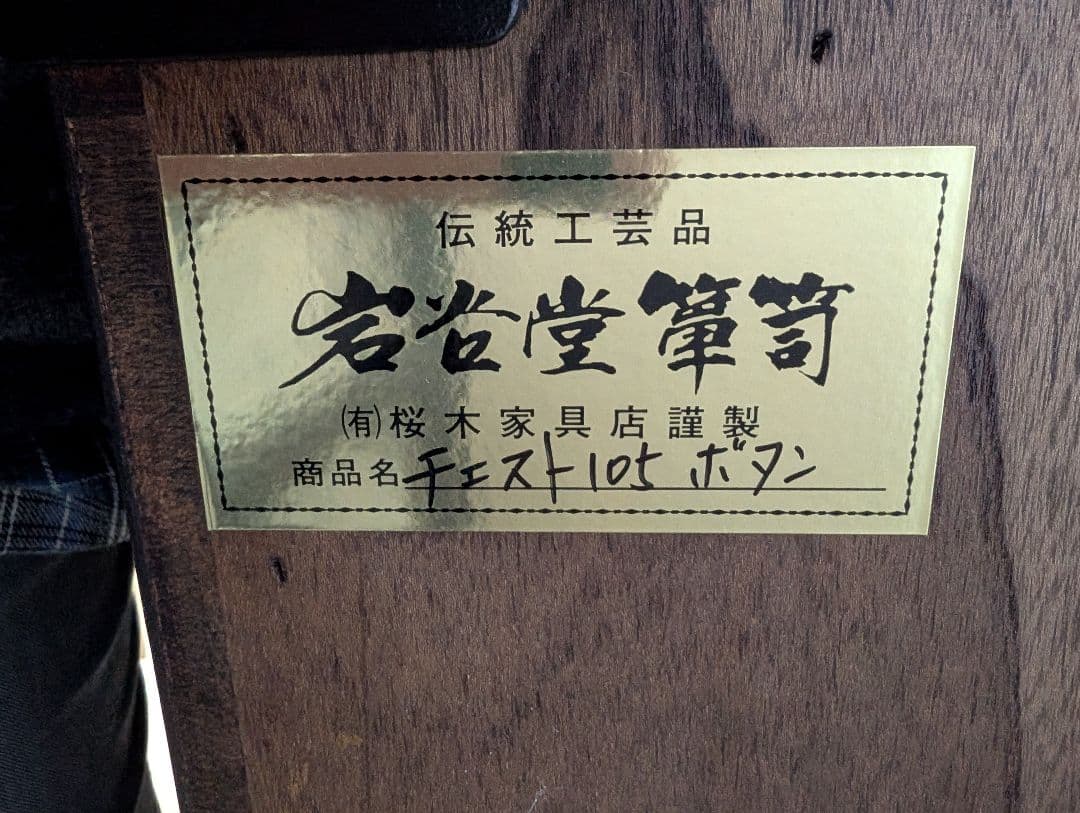 伝統工芸品
岩谷堂箪笥
㈲桜木家具店謹製
商品名 チェスト105 ボタン